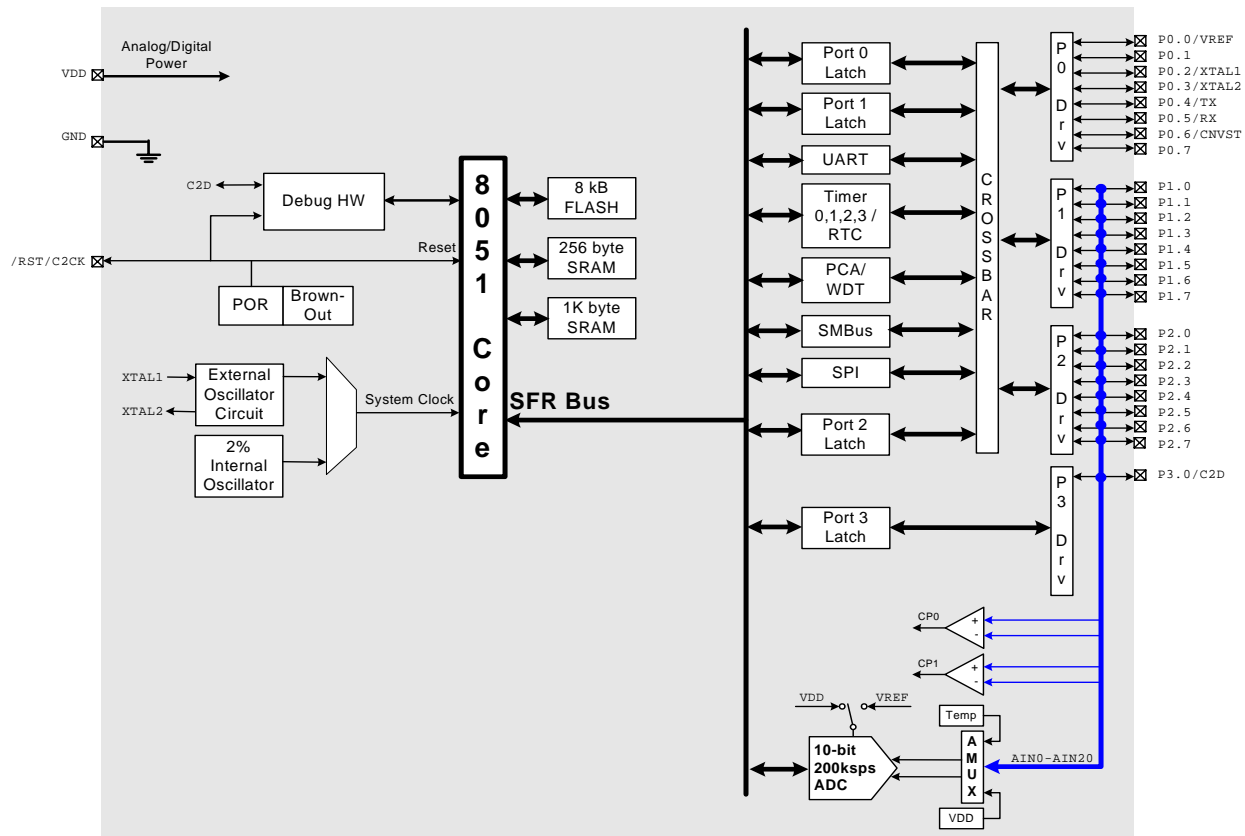 Analog/Digital
Power
VDD
GND
C2D
Debug HW
/RST/C2CK
Reset
POR
Brown-
Out
XTAL1
XTAL2
External
Oscillator
Circuit
2%
Internal
Oscillator
System Clock
8
0
5
1
C
o
r
e
8 kB
FLASH
256 byte
SRAM
1K byte
SRAM
SFR Bus
Port 0
Latch
Port 1
Latch
UART
Timer
0,1,2,3 /
RTC
PCA/
WDT
SMBus
SPI
Port 2
Latch
Port 3
Latch
C
R
O
S
S
B
A
R
P
0
D
r
v
P
1
D
r
v
P
2
D
r
v
P
3
D
r
v
P0.0/VREF
P0.1
P0.2/XTAL1
P0.3/XTAL2
P0.4/TX
P0.5/RX
P0.6/CNVST
P0.7
P1.0
P1.1
P1.2
P1.3
P1.4
P1.5
P1.6
P1.7
P2.0
P2.1
P2.2
P2.3
P2.4
P2.5
P2.6
P2.7
P3.0/C2D
CP0
+
-
CP1
+
-
VDD
VREF
Temp
10-bit
200ksps
ADC
A
M
U
X
AIN0-AIN20
VDD